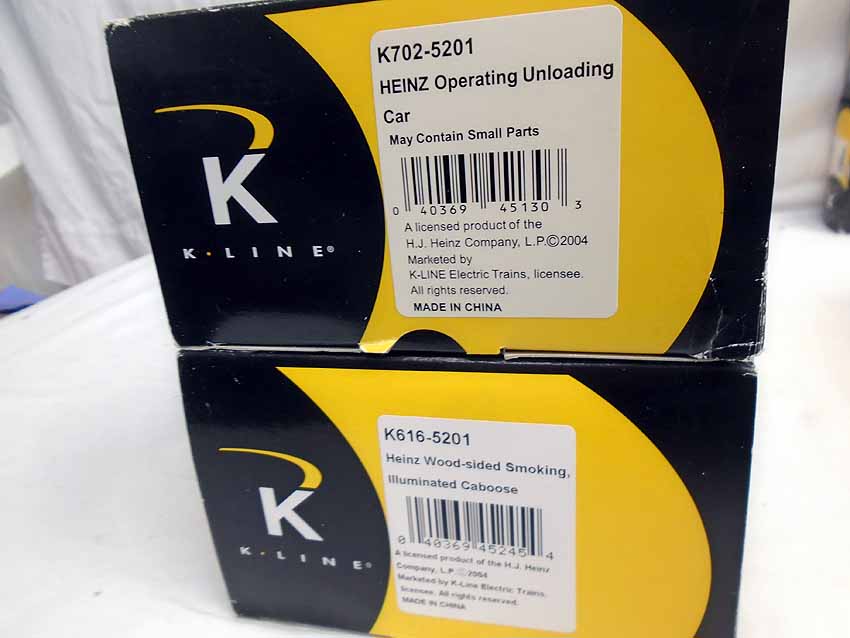 K702-5201
HEINZ Operating Unloading
Car
May Contain Small Parts
0 40369 45130 3
A licensed product of the
H.J. Heinz Company, L.P.©2004
Marketed by
K-LINE Electric Trains, licensee.
All rights reserved.
MADE IN CHINA
K
K·LINE®
K616-5201
Heinz Wood-sided Smoking,
Illuminated Caboose
0 40369 45245 4
A licensed product of the H.J. Heinz
Company, L.P.©2004
Marketed by K-Line Electric Trains,
licensee. All rights reserved.
MADE IN CHINA
K
K·LINE®